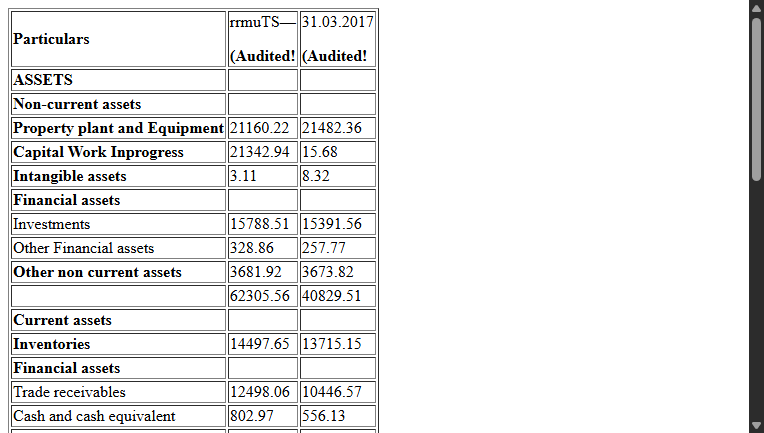 Particulars rrmuTS— 31.03.2017
(Audited! (Audited!
ASSETS
Non-current assets
Property plant and Equipment 21160.22 21482.36
Capital Work Inprogress 21342.94 15.68
Intangible assets 3.11 8.32
Financial assets
Investments 15788.51 15391.56
Other Financial assets 328.86 257.77
Other non current assets 3681.92 3673.82
62305.56 40829.51
Current assets
Inventories 14497.65 13715.15
Financial assets
Trade receivables 12498.06 10446.57
Cash and cash equivalent 802.97 556.13